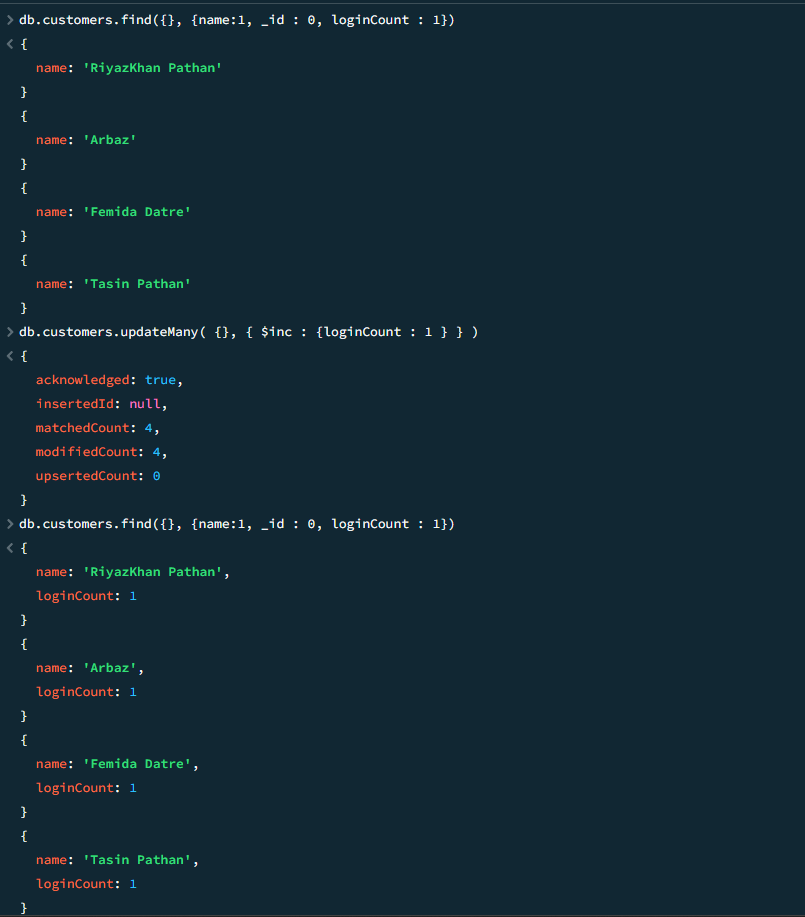 > db.customers.find({}, {name:1, _id : 0, loginCount : 1})
< {
name: 'RiyazKhan Pathan'
}
{
name: 'Arbaz'
}
{
name: 'Femida Datre'
}
{
name: 'Tasin Pathan'
}
> db.customers.updateMany( {}, { $inc : {loginCount : 1 } } )
< {
acknowledged: true,
insertedId: null,
matchedCount: 4,
modifiedCount: 4,
upsertedCount: 0
}
> db.customers.find({}, {name:1, _id : 0, loginCount : 1})
< {
name: 'RiyazKhan Pathan',
loginCount: 1
}
{
name: 'Arbaz',
loginCount: 1
}
{
name: 'Femida Datre',
loginCount: 1
}
{
name: 'Tasin Pathan',
loginCount: 1
}